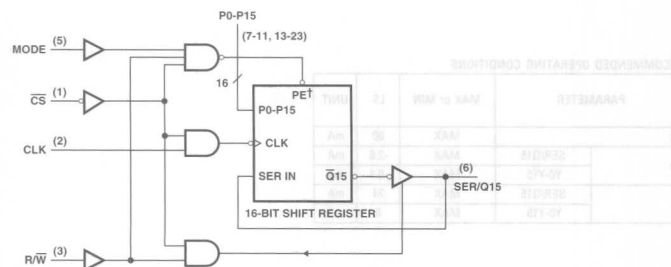 P0-P15
(7-11, 13-23)
MODE (5)
16
PE†
CS (1)
P0-P15
CLK (2)
CLK
SER IN
Q15
(6)
SER/Q15
16-BIT SHIFT REGISTER
R/W (3)
COMMENDED OPERATING CONDITIONS
PARAMETER
MAX or MIN
LS
UNIT
MAX
mA
SER/Q15
MAX
mA
Y0-Y15
SER/Q15
MAX
mA
Y0-Y15
MAX